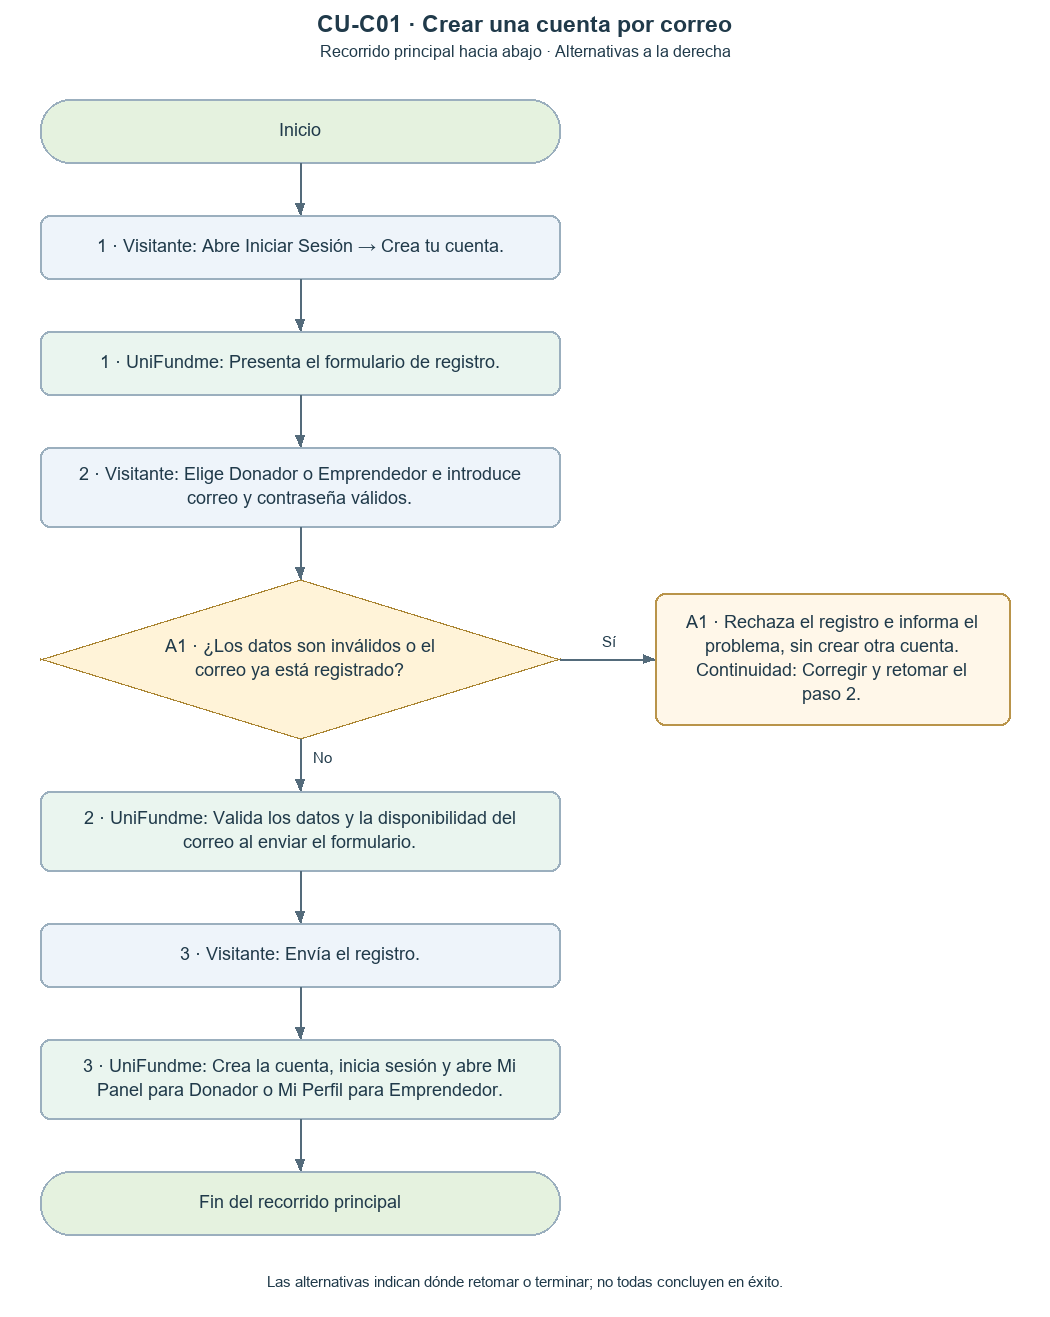 CU-C01 · Crear una cuenta por correo
Recorrido principal hacia abajo · Alternativas a la derecha
Inicio
1 · Visitante: Abre Iniciar Sesión → Crea tu cuenta.
1 · UniFundme: Presenta el formulario de registro.
2 · Visitante: Elige Donador o Emprendedor e introduce
correo y contraseña válidos.
A1 · ¿Los datos son inválidos o el
correo ya está registrado?
Sí
A1 · Rechaza el registro e informa el
problema, sin crear otra cuenta.
Continuidad: Corregir y retomar el
paso 2.
No
2 · UniFundme: Valida los datos y la disponibilidad del
correo al enviar el formulario.
3 · Visitante: Envía el registro.
3 · UniFundme: Crea la cuenta, inicia sesión y abre Mi
Panel para Donador o Mi Perfil para Emprendedor.
Fin del recorrido principal
Las alternativas indican dónde retomar o terminar; no todas concluyen en éxito.